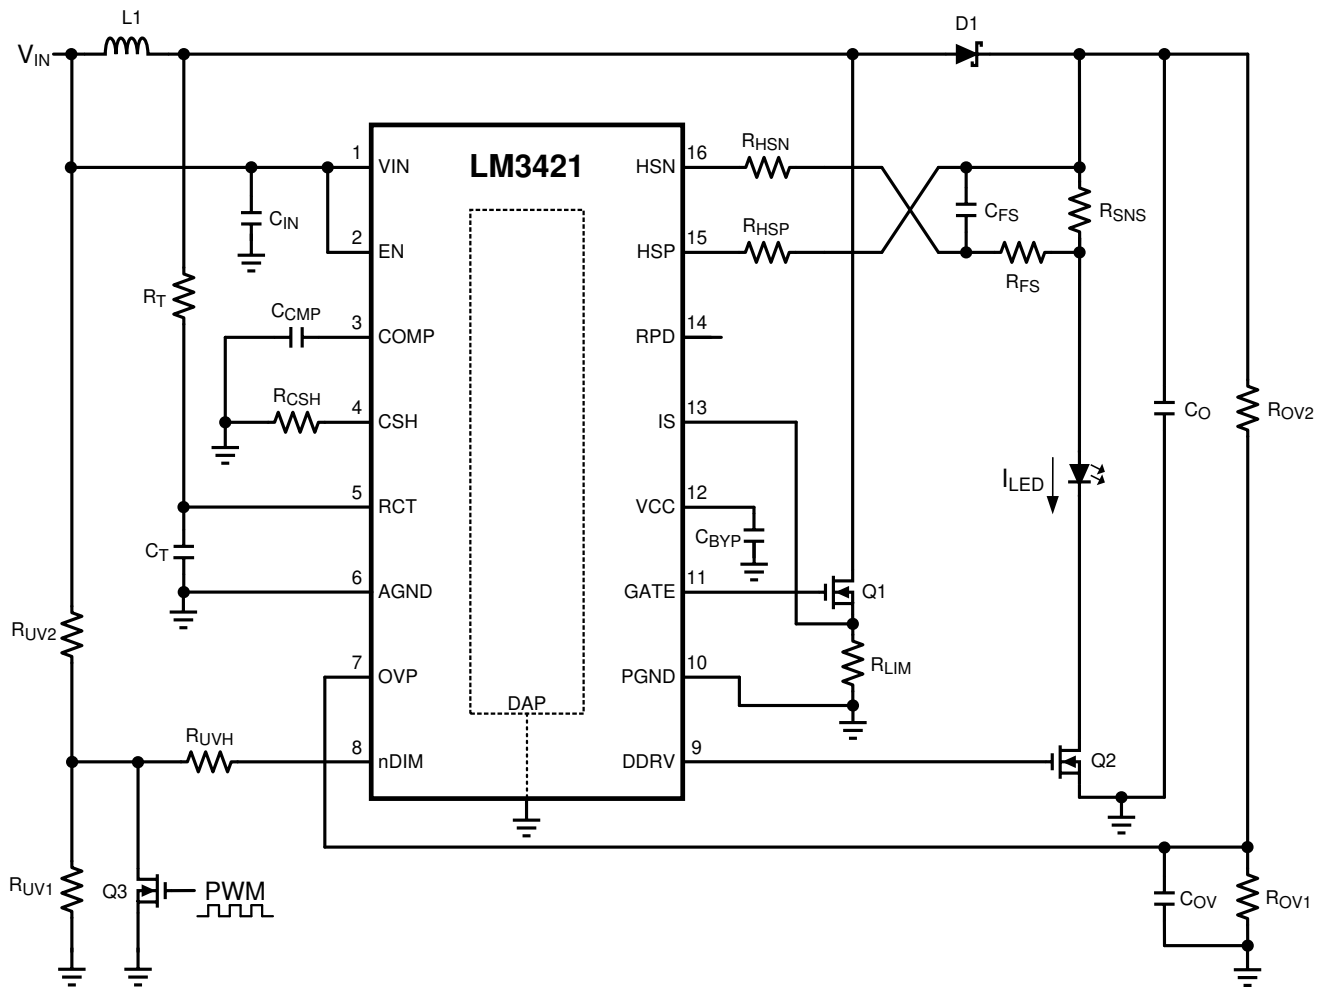 L1
D1
VIN
LM3421
1 VIN
HSN 16
RHSN
CIN
CFS
RSNS
2 EN
HSP 15
RHSP
RFS
RT
CCMP
3 COMP
RPD 14
RCSH
4 CSH
IS 13
CO
ROV2
ILED
5 RCT
VCC 12
CBYP
CT
6 AGND
GATE 11
Q1
RUV2
7 OVP
PGND 10
RLIM
DAP
RUVH
8 nDIM
DDRV 9
Q2
RUV1
Q3
PWM
COV
ROV1